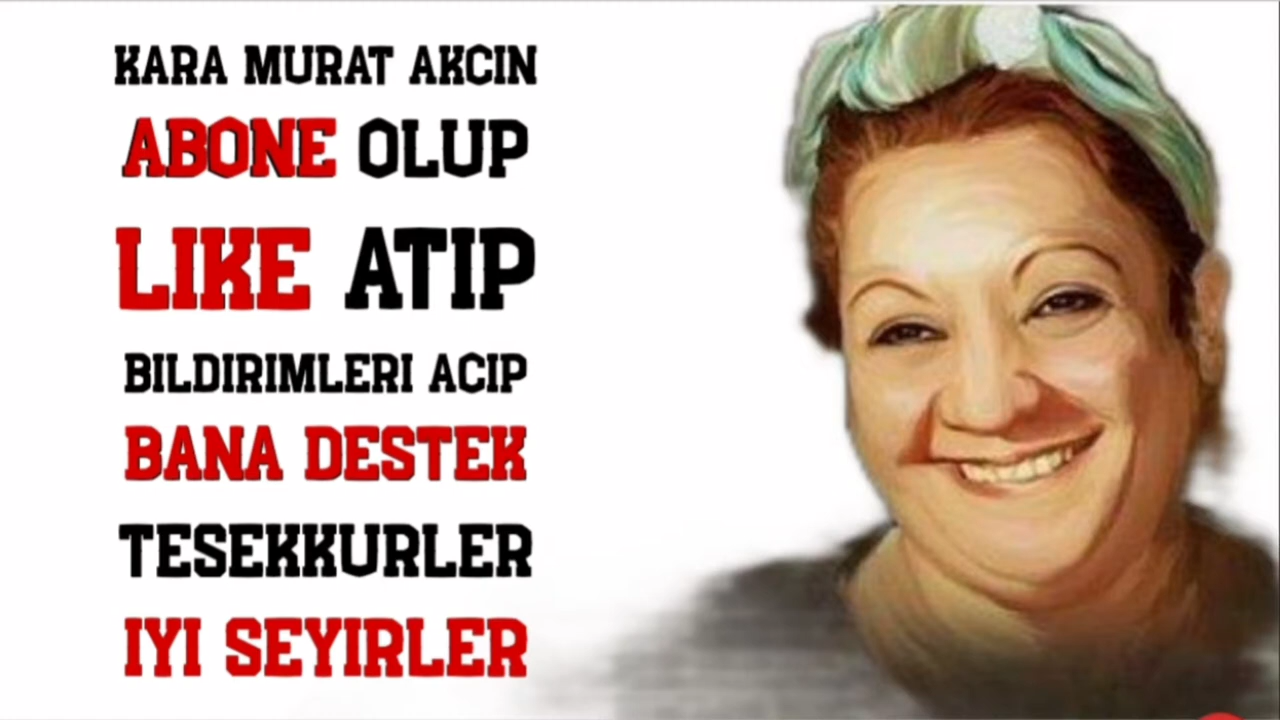 KARA MURAT AKCIN
ABONE OLUP
LIKE ATIP
BILDIRIMLERI ACIP
BANA DESTEK
TESEKKURLER
IYI SEYIRLER